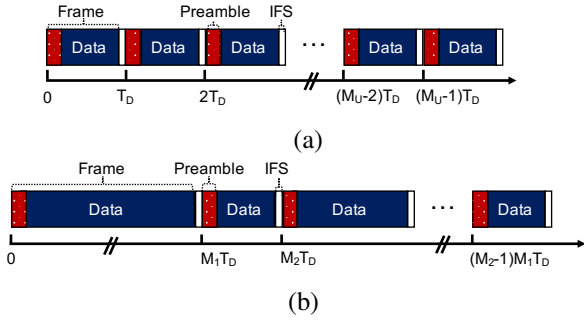 Frame Preamble IFS
Data Data Data ··· Data Data
0 T_D 2T_D (M_U-2)T_D (M_U-1)T_D
(a)
Frame Preamble IFS
Data Data Data ··· Data
0 M_1T_D M_2T_D (M_2-1)M_1T_D
(b)